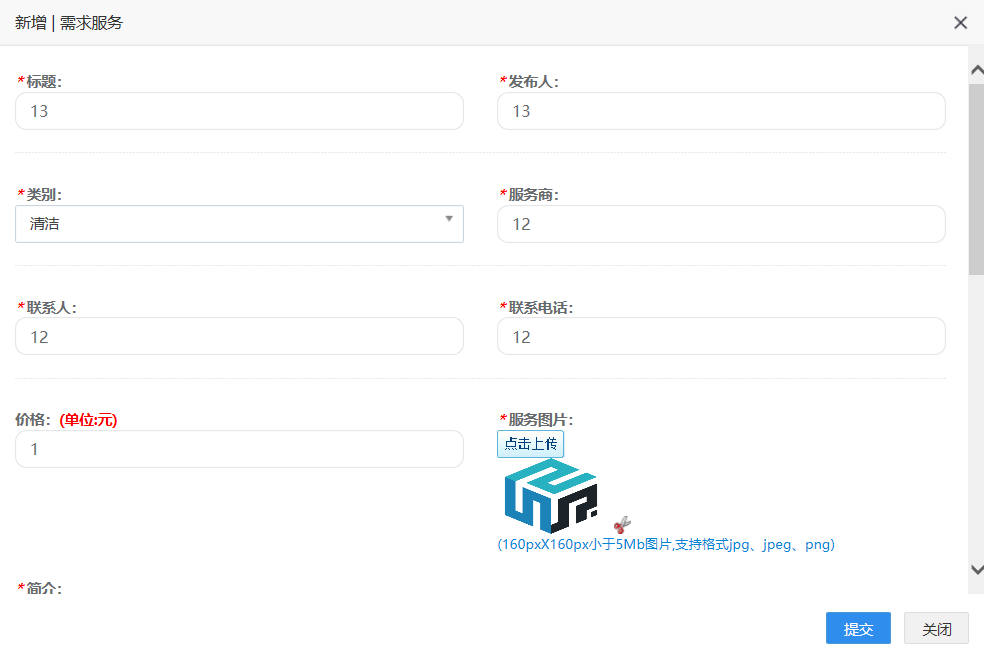 新增 | 需求服务
*标题: *发布人:
13 13
*类别: *服务商:
清洁 12
*联系人: *联系电话:
12 12
价格: (单位:元) *服务图片:
1 点击上传
(160pxX160px小于5Mb图片,支持格式jpg、jpeg、png)
*简介:
提交 关闭